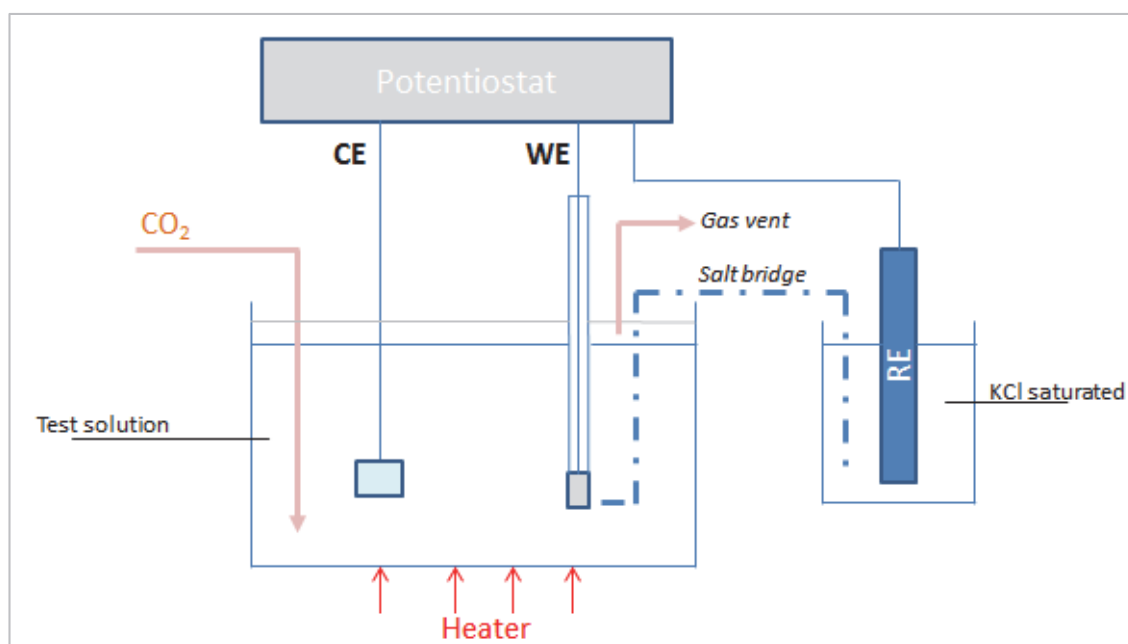 Potentiostat
CE
WE
CO₂
Gas vent
Salt bridge
RE
KCl saturated
Test solution
Heater